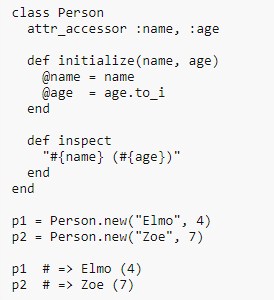 class Person
  attr_accessor :name, :age

  def initialize(name, age)
    @name = name
    @age  = age.to_i
  end

  def inspect
    "#{name} (#{age})"
  end
end

p1 = Person.new("Elmo", 4)
p2 = Person.new("Zoe", 7)

p1  # => Elmo (4)
p2  # => Zoe (7)